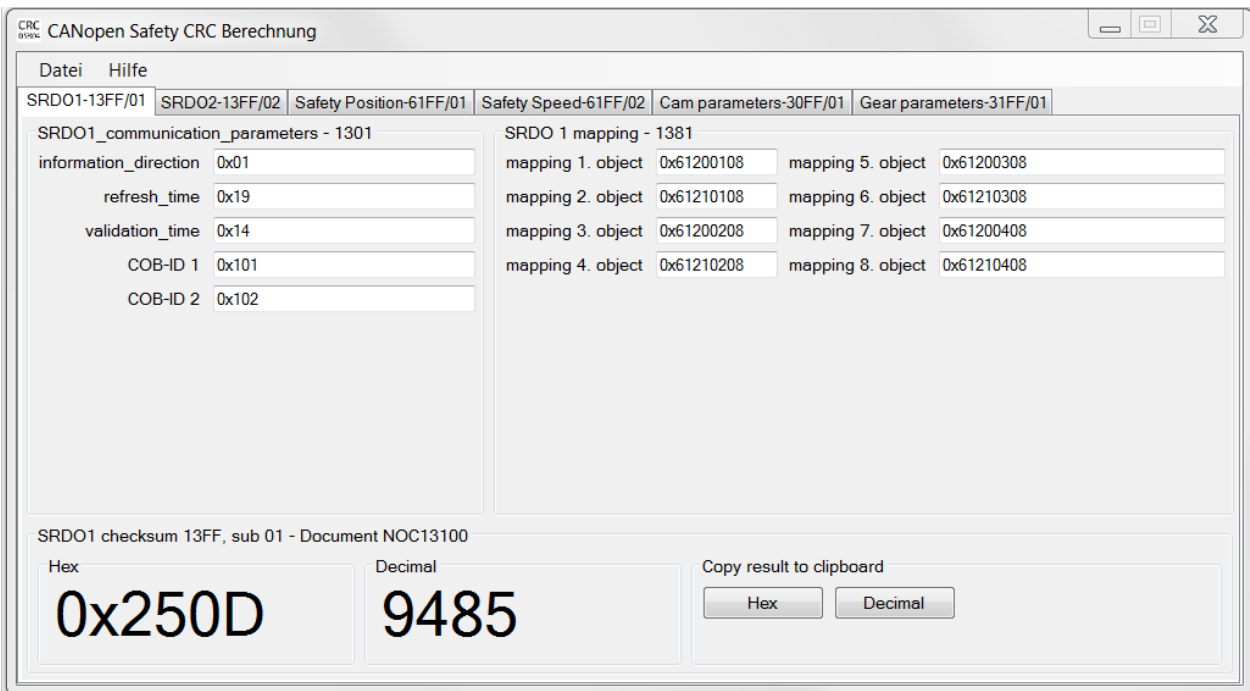 CRC CANopen Safety CRC Berechnung
Datei Hilfe
SRDO1-13FF/01 SRDO2-13FF/02 Safety Position-61FF/01 Safety Speed-61FF/02 Cam parameters-30FF/01 Gear parameters-31FF/01
SRDO1_communication_parameters - 1301
information_direction 0x01
refresh_time 0x19
validation_time 0x14
COB-ID 1 0x101
COB-ID 2 0x102
SRDO 1 mapping - 1381
mapping 1. object 0x61200108 mapping 5. object 0x61200308
mapping 2. object 0x61210108 mapping 6. object 0x61210308
mapping 3. object 0x61200208 mapping 7. object 0x61200408
mapping 4. object 0x61210208 mapping 8. object 0x61210408
SRDO1 checksum 13FF, sub 01 - Document NOC13100
Hex Decimal Copy result to clipboard
0x250D 9485 Hex Decimal